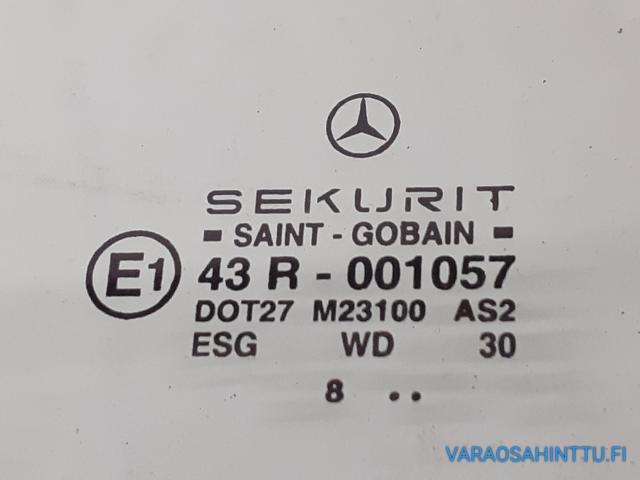 SEKURIT
SAINT - GOBAIN
E1 43 R - 001057
DOT27 M23100 AS2
ESG WD 30
8 ..
VARAOSAHINTTU.FI